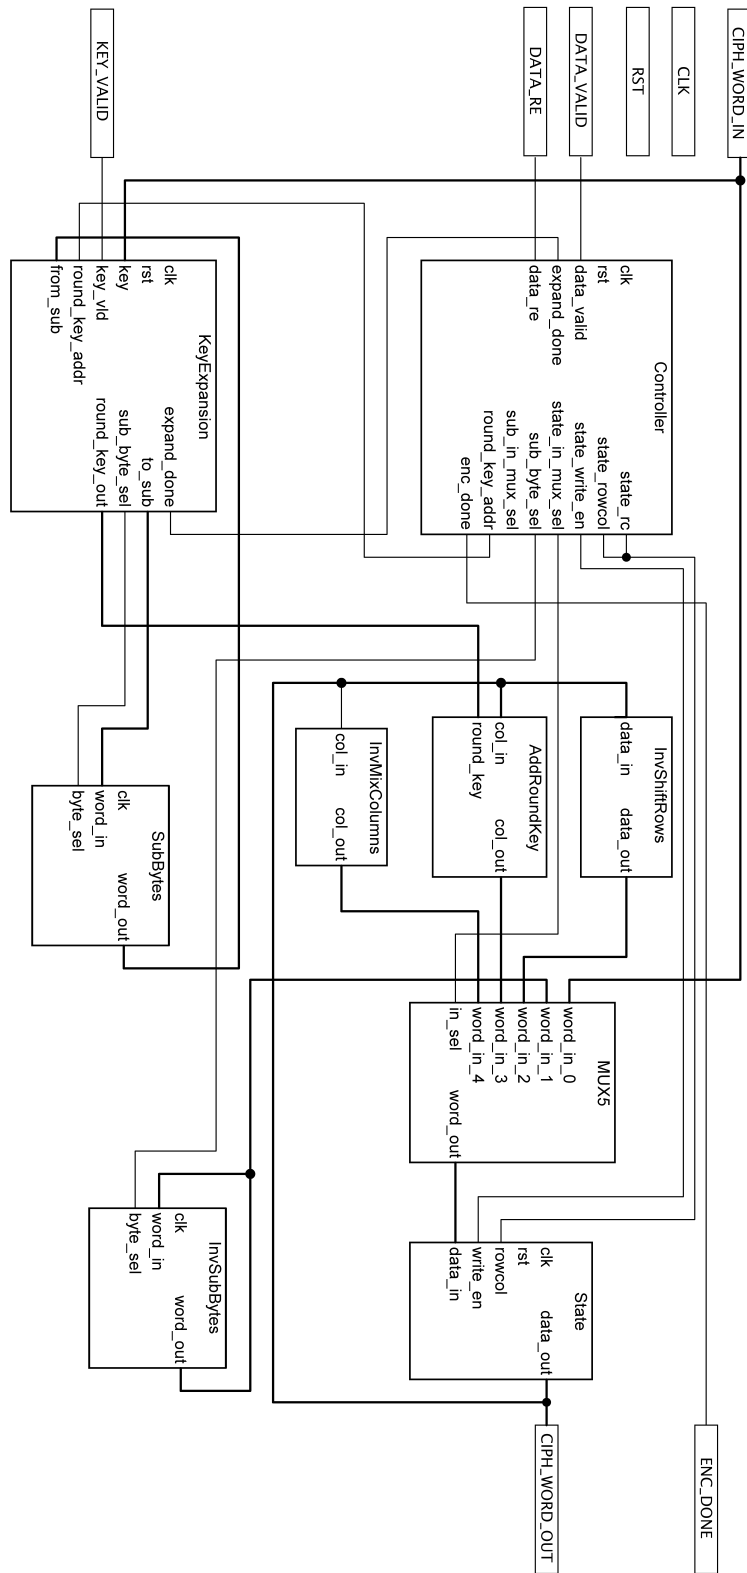 CIPH_WORD_IN
CLK
RST
DATA_VALID
DATA_RE
KEY_VALID
Controller
clk
rst
data_valid
expand_done
data_re
state_rc
state_rowcol
state_write_en
state_in_mux_sel
sub_byte_sel
sub_in_mux_sel
round_key_addr
enc_done
KeyExpansion
clk
rst
key
key_vld
round_key_addr
from_sub
expand_done
to_sub
sub_byte_sel
round_key_out
InvShiftRows
data_in
data_out
AddRoundKey
col_in
round_key
col_out
InvMixColumns
col_in
col_out
SubBytes
clk
word_in
byte_sel
word_out
MUX5
word_in_0
word_in_1
word_in_2
word_in_3
word_in_4
in_sel
word_out
InvSubBytes
clk
word_in
byte_sel
word_out
State
clk
rst
rowcol
write_en
data_in
data_out
ENC_DONE
CIPH_WORD_OUT